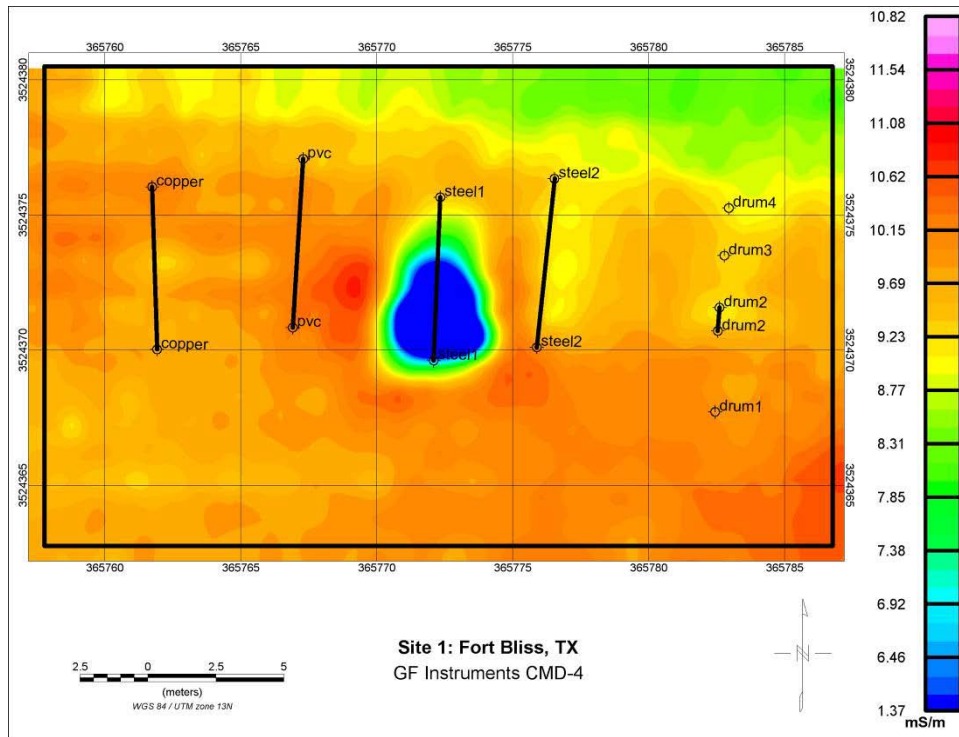 365760 365765 365770 365775 365780 365785
3524380 3524380
pvc
steel2
copper
steel1
drum4
3524375 3524375
drum3
drum2
pvc
drum2
copper
steel2
3524370 3524370
steel1
drum1
3524365 3524365
365760 365765 365770 365775 365780 365785
10.82
11.54
11.08
10.62
10.15
9.69
9.23
8.77
8.31
7.85
7.38
6.92
6.46
1.37
mS/m
Site 1: Fort Bliss, TX
GF Instruments CMD-4
2.5 0 2.5 5
(meters)
WGS 84 / UTM zone 13N
N